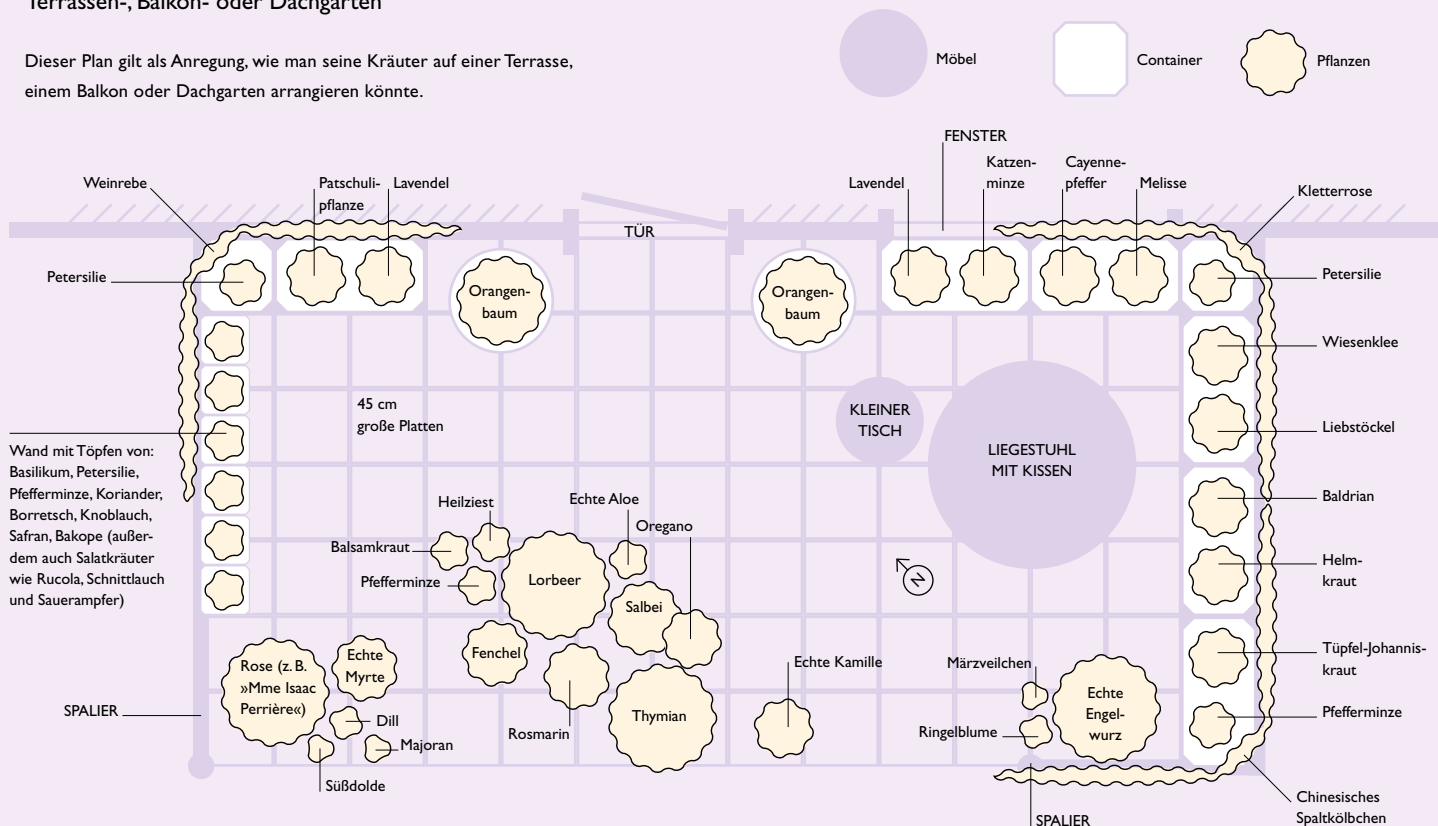 Terrassen-, Balkon- oder Dachgarten
Dieser Plan gilt als Anregung, wie man seine Kräuter auf einer Terrasse,
einem Balkon oder Dachgarten arrangieren könnte.
Möbel
Container
Pflanzen
FENSTER
Weinrebe
Patschuli-
pflanze
Lavendel
TÜR
Lavendel
Katzen-
minze
Cayenne-
pfeffer
Melisse
Kletterrose
Petersilie
Orangen-
baum
Orangen-
baum
Petersilie
Wiesenklee
45 cm
große Platten
KLEINER
TISCH
LIEGESTUHL
MIT KISSEN
Liebstöckel
Wand mit Töpfen von:
Basilikum, Petersilie,
Pfefferminze, Koriander,
Borretsch, Knoblauch,
Safran, Bakope (außer-
dem auch Salatkräuter
wie Rucola, Schnittlauch
und Sauerampfer)
Baldrian
Heilziest
Echte Aloe
Oregano
Balsamkraut
Pfefferminze
Lorbeer
Salbei
N
Helm-
kraut
Fenchel
Rose (z. B.
»Mme Isaac
Perrière«)
Echte
Myrte
Tüpfel-Johannis-
kraut
Echte Kamille
Märzveilchen
Echte
Engel-
wurz
SPALIER
Dill
Majoran
Süßdolde
Rosmarin
Thymian
Ringelblume
Pfefferminze
SPALIER
Chinesisches
Spaltkölbchen